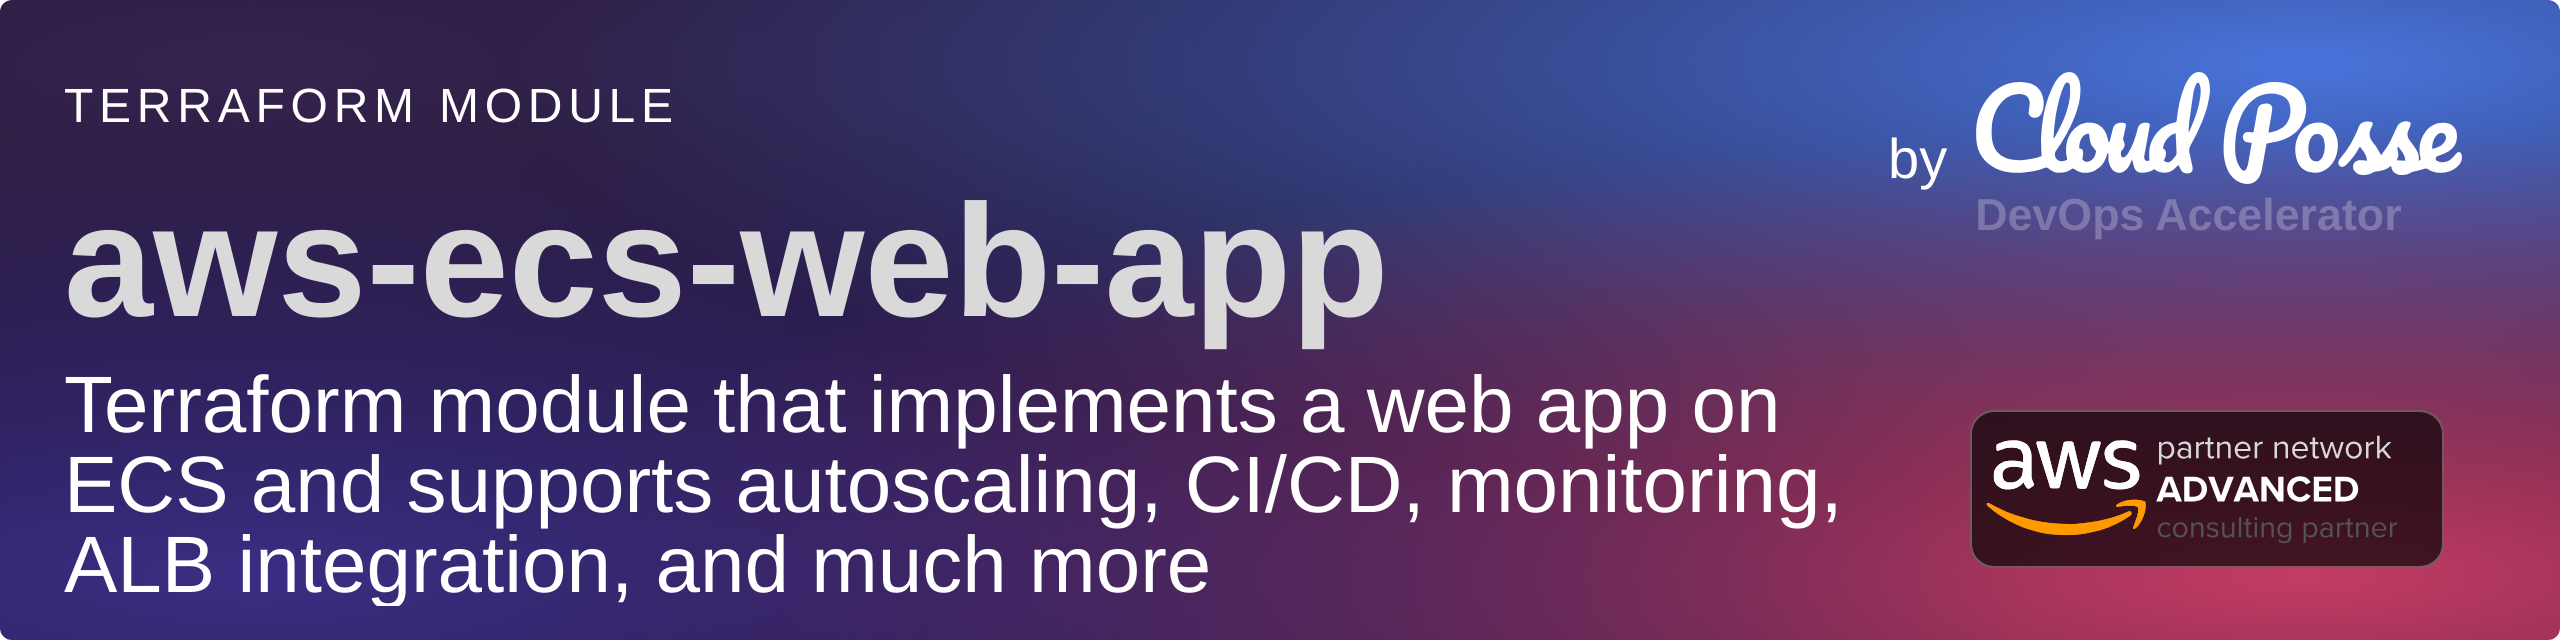 TERRAFORM MODULE
by Cloud Posse
DevOps Accelerator
aws-ecs-web-app
Terraform module that implements a web app on
ECS and supports autoscaling, CI/CD, monitoring,
ALB integration, and much more
aws partner network
ADVANCED
consulting partner